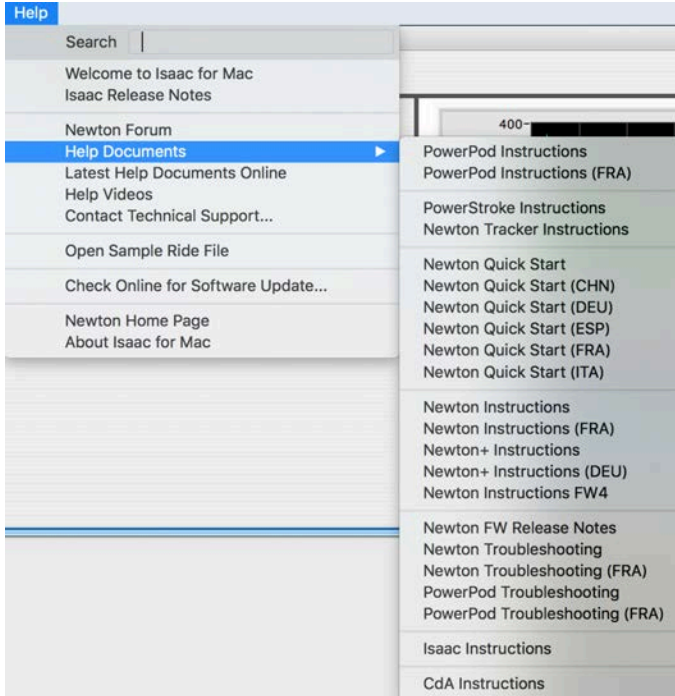 Help
Search
Welcome to Isaac for Mac
Isaac Release Notes
Newton Forum
Help Documents
Latest Help Documents Online
Help Videos
Contact Technical Support...
Open Sample Ride File
Check Online for Software Update...
Newton Home Page
About Isaac for Mac
400
PowerPod Instructions
PowerPod Instructions (FRA)
PowerStroke Instructions
Newton Tracker Instructions
Newton Quick Start
Newton Quick Start (CHN)
Newton Quick Start (DEU)
Newton Quick Start (ESP)
Newton Quick Start (FRA)
Newton Quick Start (ITA)
Newton Instructions
Newton Instructions (FRA)
Newton+ Instructions
Newton+ Instructions (DEU)
Newton Instructions FW4
Newton FW Release Notes
Newton Troubleshooting
Newton Troubleshooting (FRA)
PowerPod Troubleshooting
PowerPod Troubleshooting (FRA)
Isaac Instructions
CdA Instructions